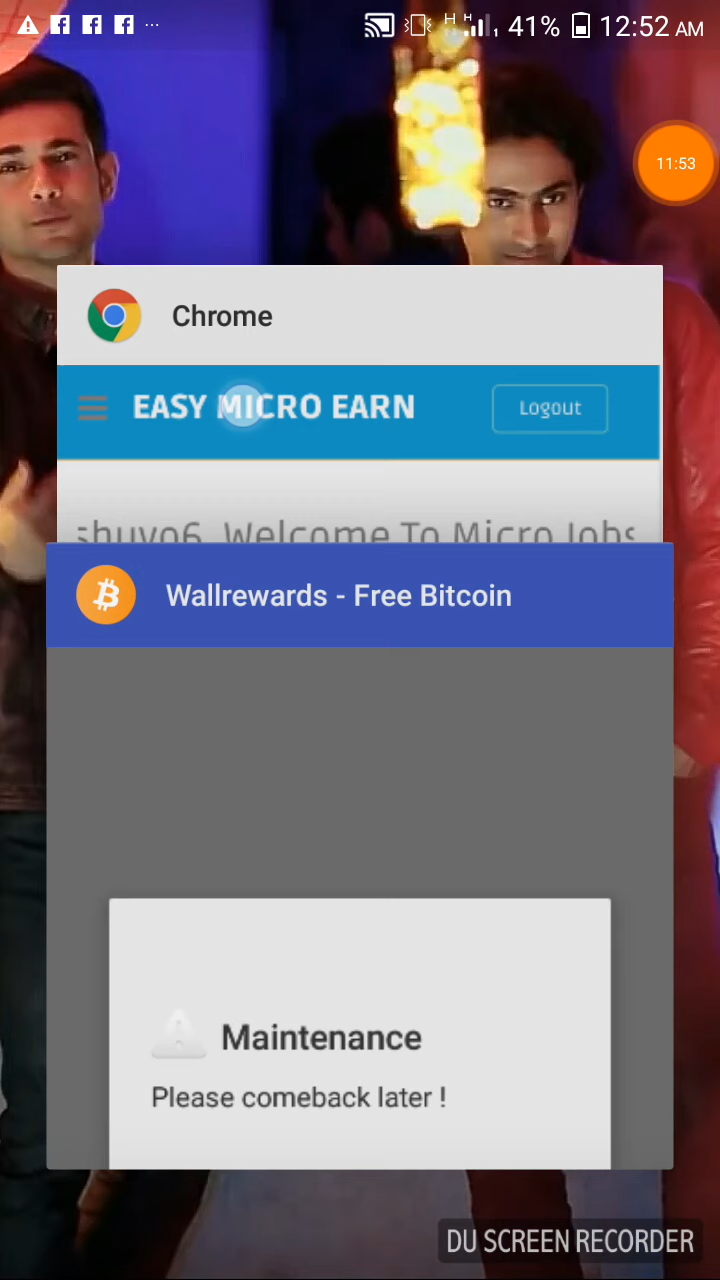 H H 41% 12:52 AM
11:53
Chrome
EASY MICRO EARN
Logout
shuvo6, Welcome To Micro Jobs
Wallrewards - Free Bitcoin
Maintenance
Please comeback later !
DU SCREEN RECORDER